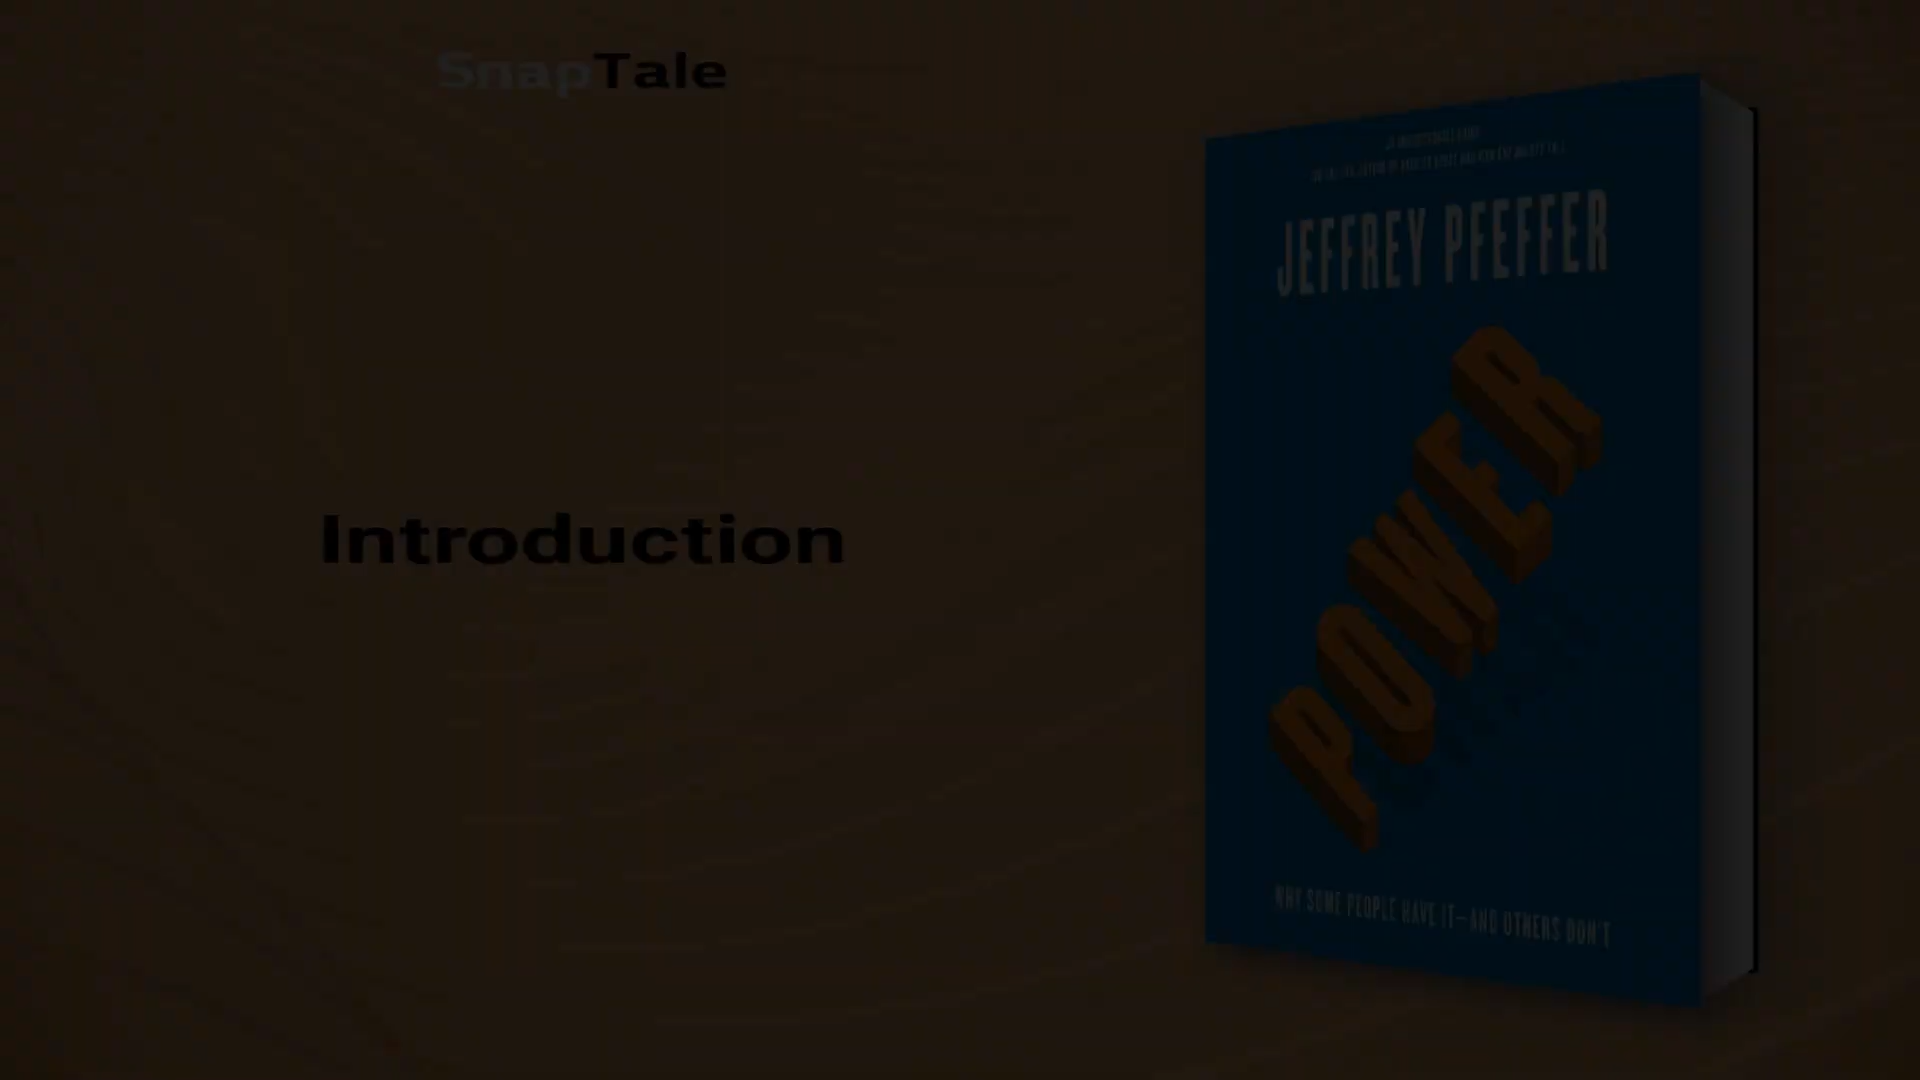 SnapTale
Introduction
JEFFREY PFEFFER
POWER
WHY SOME PEOPLE HAVE IT—AND OTHERS DON'T